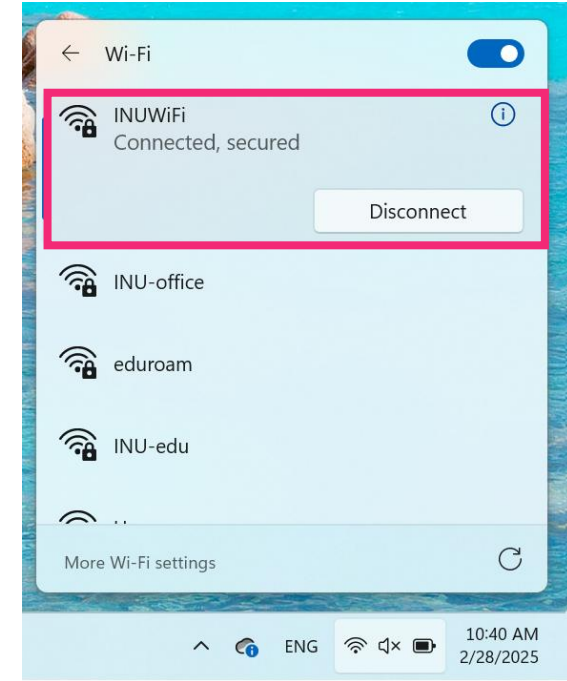 Wi-Fi
INUWiFi
Connected, secured
Disconnect
INU-office
eduroam
INU-edu
More Wi-Fi settings
ENG
10:40 AM
2/28/2025